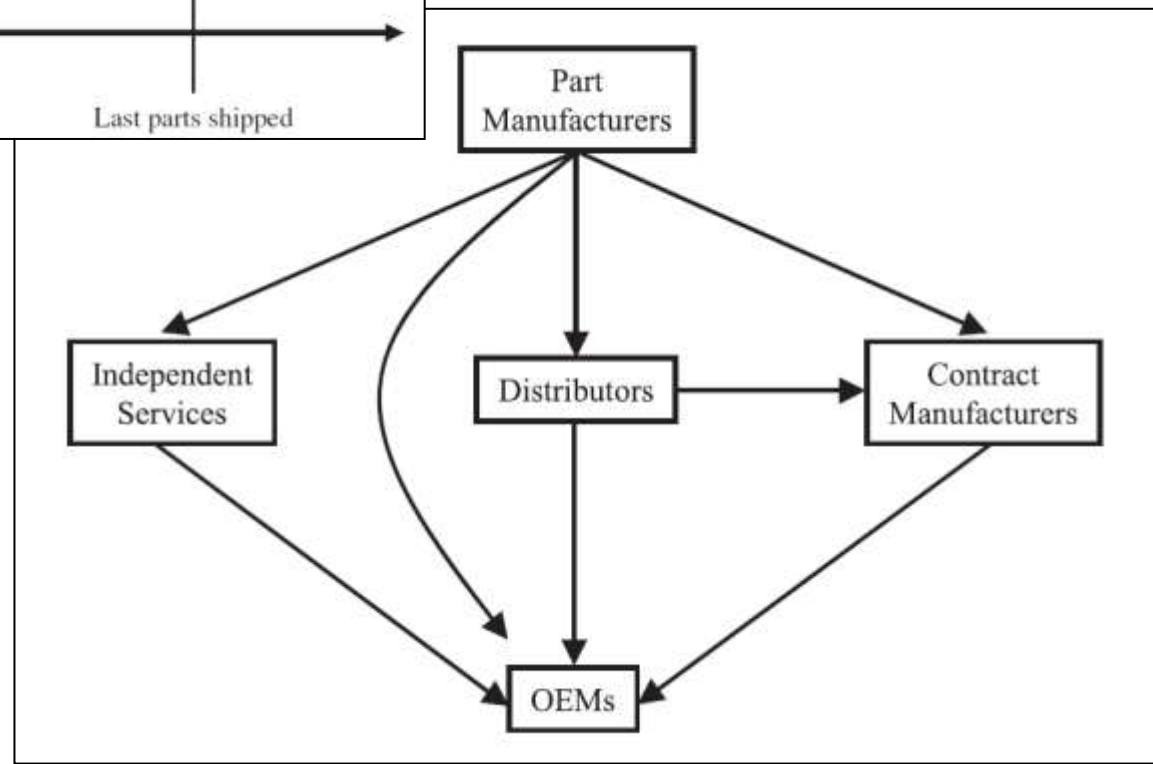 Last parts shipped
Part
Manufacturers
Independent
Services
Distributors
Contract
Manufacturers
OEMs